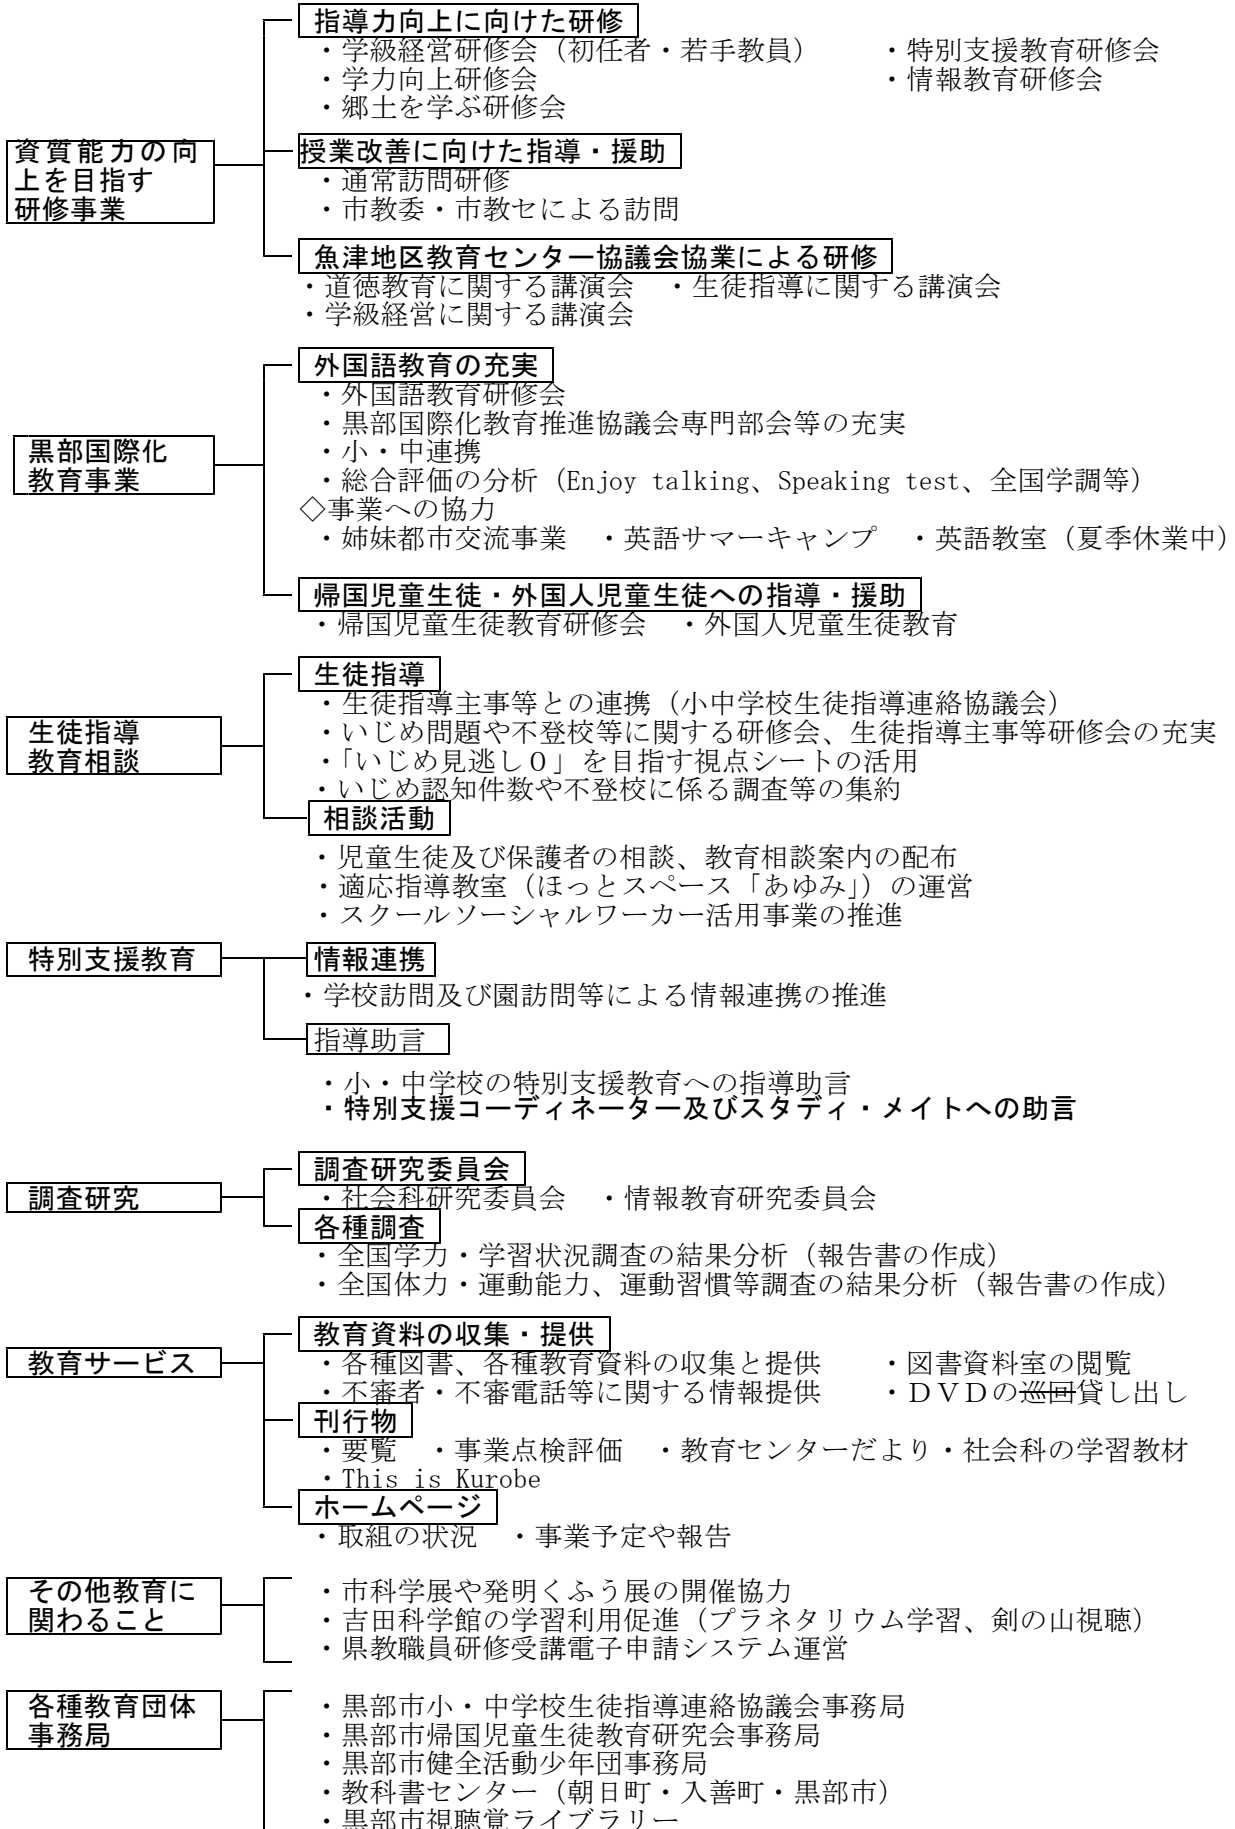 指導力向上に向けた研修
・学級経営研修会（初任者・若手教員） ・特別支援教育研修会
・学力向上研修会 ・情報教育研修会
・郷土を学ぶ研修会
資質能力の向
上を目指す
研修事業
授業改善に向けた指導・援助
・通常訪問研修
・市教委・市教セによる訪問
魚津地区教育センター協議会協業による研修
・道徳教育に関する講演会 ・生徒指導に関する講演会
・学級経営に関する講演会
外国語教育の充実
・外国語教育研修会
・黒部国際化教育推進協議会専門部会等の充実
黒部国際化
教育事業
・小・中連携
・総合評価の分析（Enjoy talking、Speaking test、全国学調等）
◇事業への協力
・姉妹都市交流事業 ・英語サマーキャンプ ・英語教室（夏季休業中）
帰国児童生徒・外国人児童生徒への指導・援助
・帰国児童生徒教育研修会 ・外国人児童生徒教育
生徒指導
・生徒指導主事等との連携（小中学校生徒指導連絡協議会）
生徒指導
教育相談
・いじめ問題や不登校等に関する研修会、生徒指導主事等研修会の充実
・「いじめ見逃し０」を目指す視点シートの活用
・いじめ認知件数や不登校に係る調査等の集約
相談活動
・児童生徒及び保護者の相談、教育相談案内の配布
・適応指導教室（ほっとスペース「あゆみ」）の運営
・スクールソーシャルワーカー活用事業の推進
特別支援教育
情報連携
・学校訪問及び園訪問等による情報連携の推進
指導助言
・小・中学校の特別支援教育への指導助言
・特別支援コーディネーター及びスタディ・メイトへの助言
調査研究委員会
調査研究
・社会科研究委員会 ・情報教育研究委員会
各種調査
・全国学力・学習状況調査の結果分析（報告書の作成）
・全国体力・運動能力、運動習慣等調査の結果分析（報告書の作成）
教育資料の収集・提供
教育サービス
・各種図書、各種教育資料の収集と提供 ・図書資料室の閲覧
・不審者・不審電話等に関する情報提供 ・ＤＶＤの巡回貸し出し
刊行物
・要覧 ・事業点検評価 ・教育センターだより・社会科の学習教材
・This is Kurobe
ホームページ
・取組の状況 ・事業予定や報告
その他教育に
関わること
・市科学展や発明くふう展の開催協力
・吉田科学館の学習利用促進（プラネタリウム学習、剣の山視聴）
・県教職員研修受講電子申請システム運営
各種教育団体
事務局
・黒部市小・中学校生徒指導連絡協議会事務局
・黒部市帰国児童生徒教育研究会事務局
・黒部市健全活動少年団事務局
・教科書センター（朝日町・入善町・黒部市）
・黒部市視聴覚ライブラリー